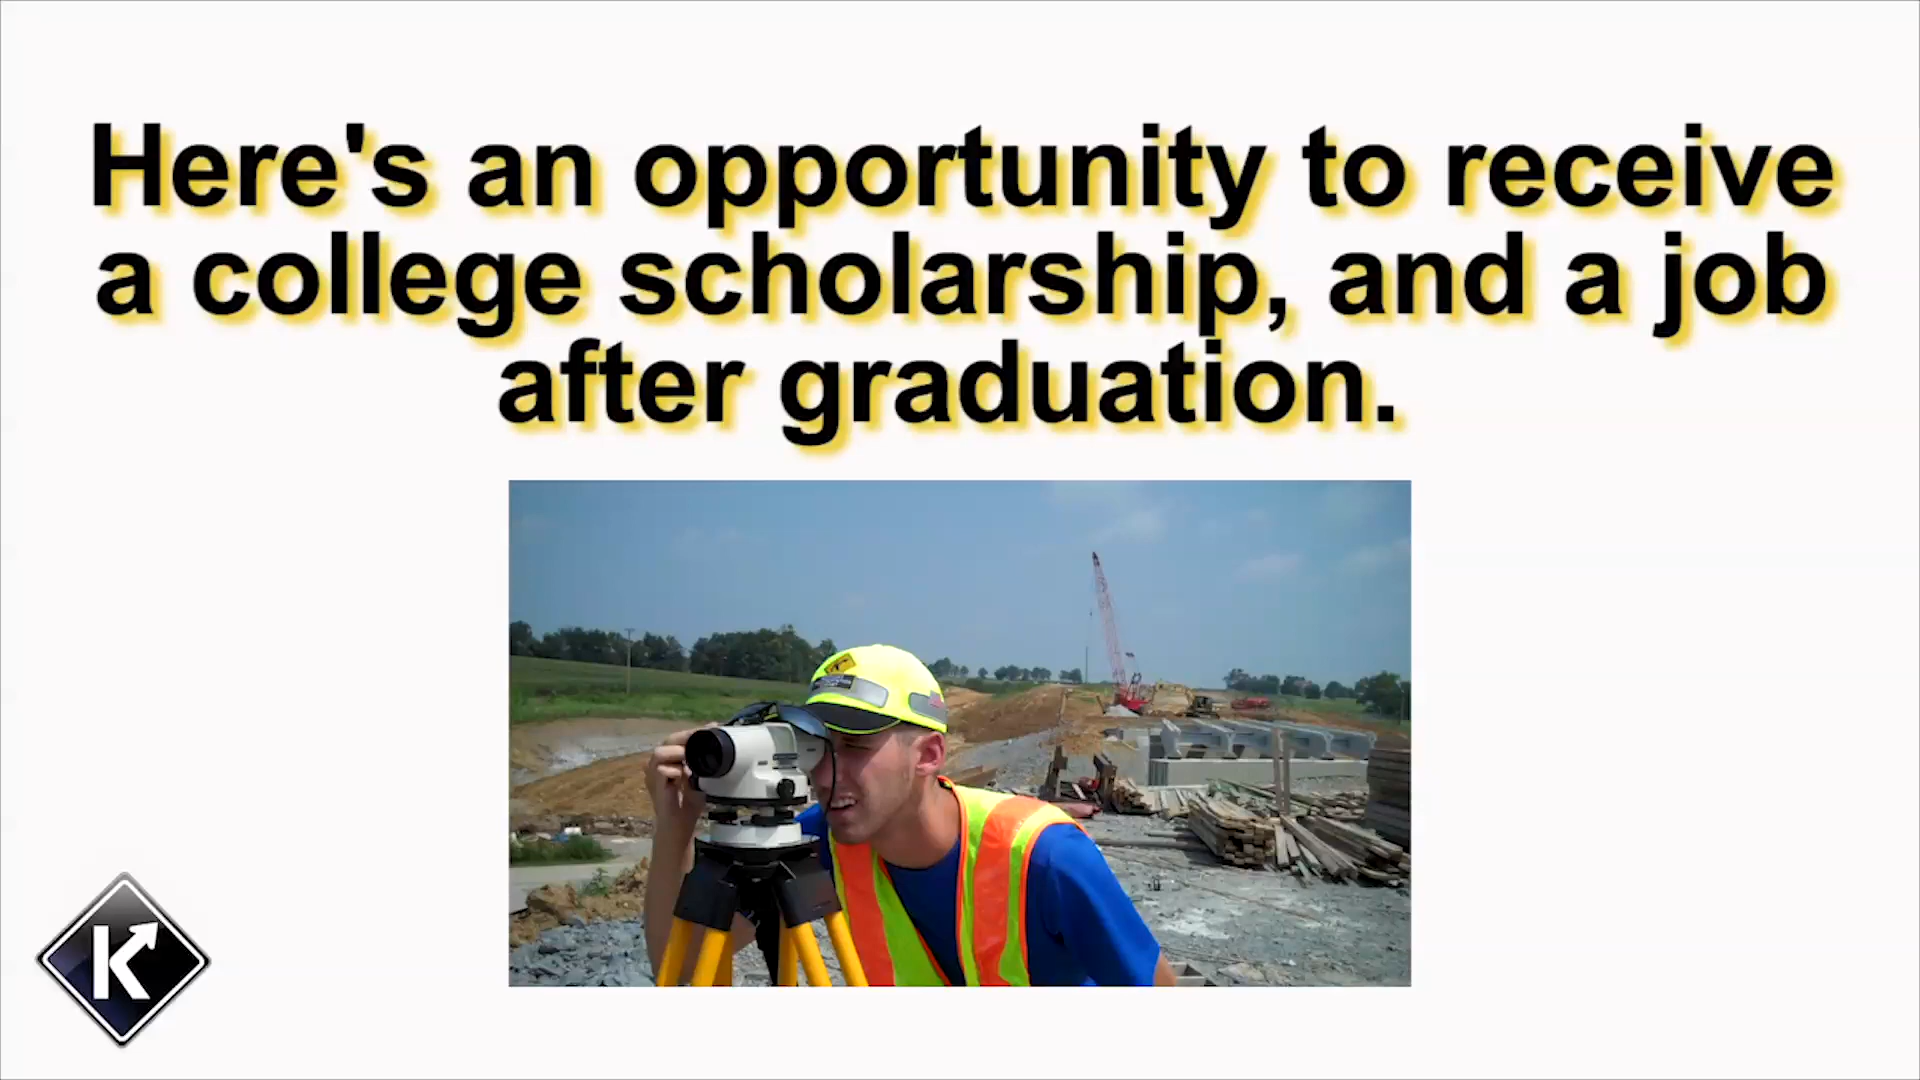 Here's an opportunity to receive
a college scholarship, and a job
after graduation.
K